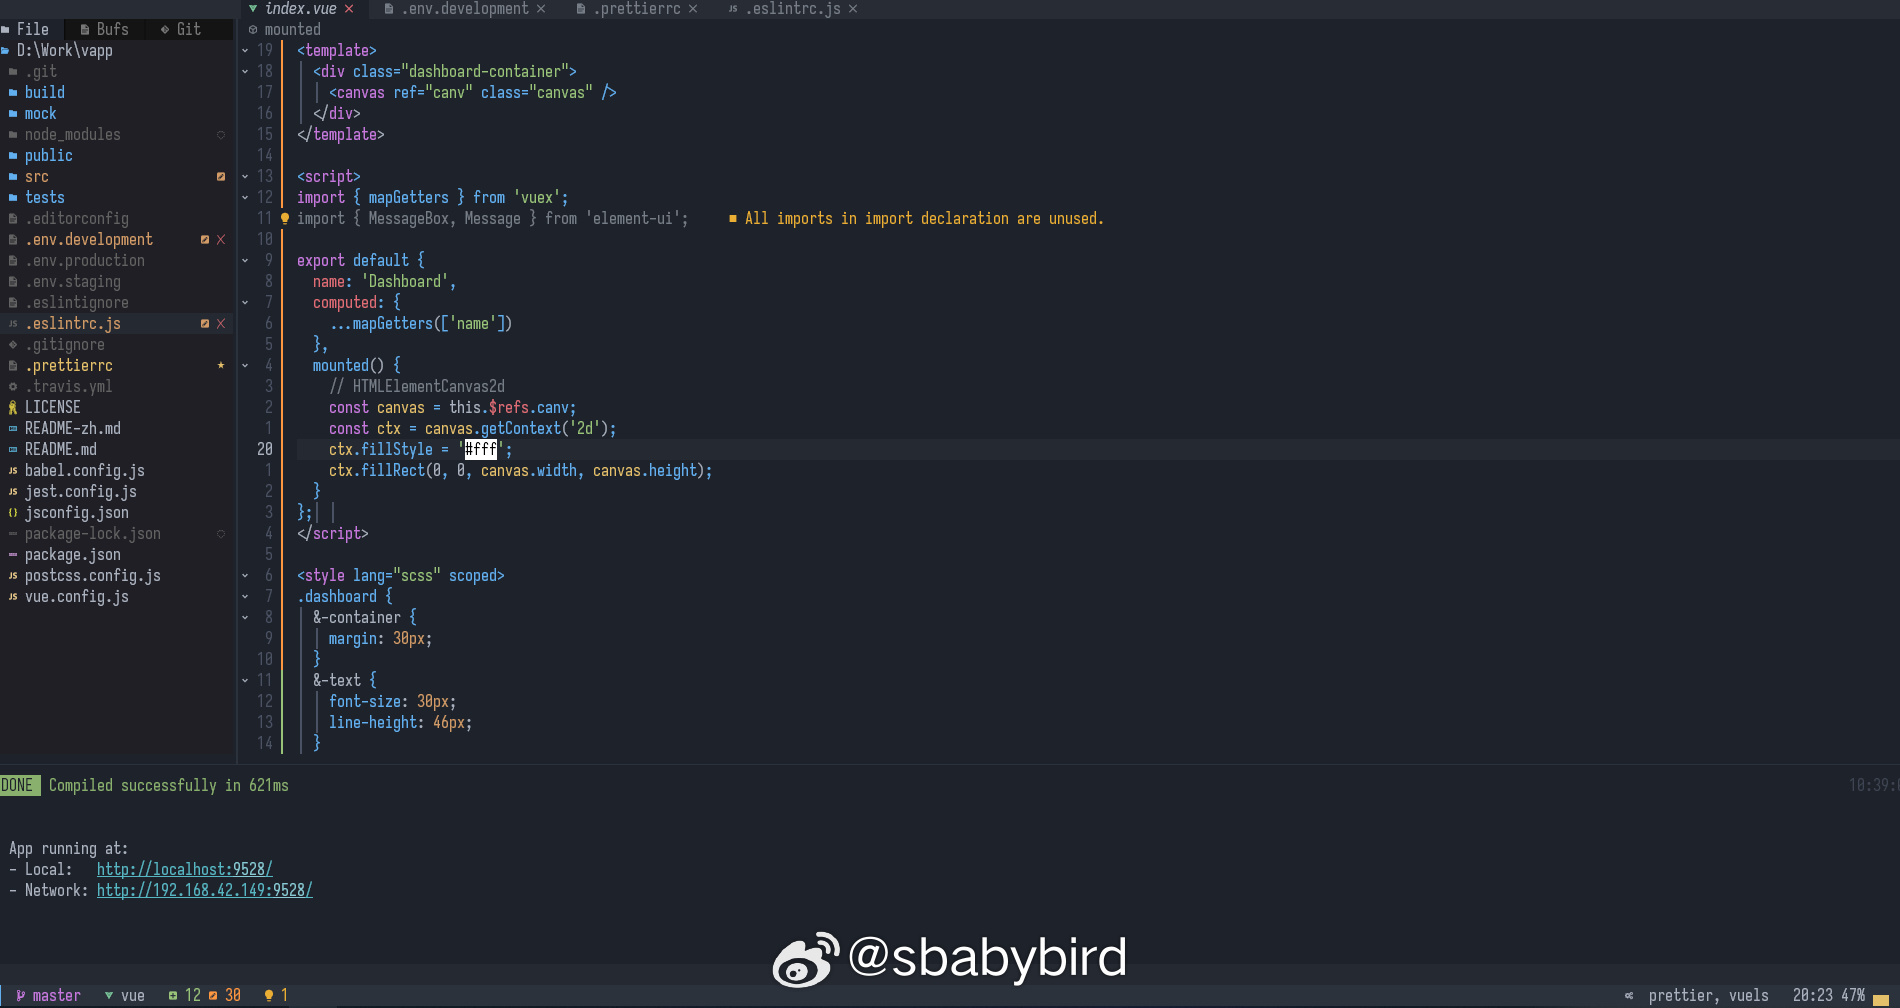 index.vue × .env.development × .prettierrc × JS .eslintrc.js ×
File Bufs Git
mounted
D:\Work\vapp
.git
build
mock
node_modules
public
src
tests
.editorconfig
.env.development
.env.production
.env.staging
.eslintignore
JS .eslintrc.js
.gitignore
.prettierrc
.travis.yml
LICENSE
README-zh.md
README.md
JS babel.config.js
JS jest.config.js
{} jsconfig.json
package-lock.json
package.json
JS postcss.config.js
JS vue.config.js
19 <template>
18 <div class="dashboard-container">
17 <canvas ref="canv" class="canvas" />
16 </div>
15 </template>
14
13 <script>
12 import { mapGetters } from 'vuex';
11 import { MessageBox, Message } from 'element-ui'; ■ All imports in import declaration are unused.
10
9 export default {
8 name: 'Dashboard',
7 computed: {
6 ...mapGetters(['name'])
5 },
4 mounted() {
3 // HTMLElementCanvas2d
2 const canvas = this.$refs.canv;
1 const ctx = canvas.getContext('2d');
20 ctx.fillStyle = '#fff';
1 ctx.fillRect(0, 0, canvas.width, canvas.height);
2 }
3 };
4 </script>
5
6 <style lang="scss" scoped>
7 .dashboard {
8 &-container {
9 margin: 30px;
10 }
11 &-text {
12 font-size: 30px;
13 line-height: 46px;
14 }
DONE Compiled successfully in 621ms 10:39:
App running at:
- Local: http://localhost:9528/
- Network: http://192.168.42.149:9528/
@sbabybird
master vue 12 30 1 prettier, vuels 20:23 47%